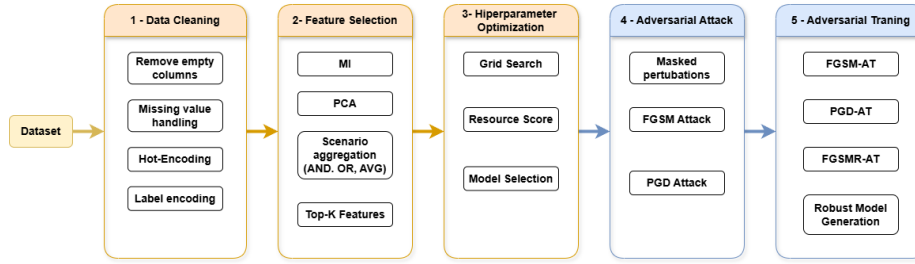 Dataset
1 - Data Cleaning
Remove empty
columns
Missing value
handling
Hot-Encoding
Label encoding
2- Feature Selection
MI
PCA
Scenario
aggregation
(AND. OR, AVG)
Top-K Features
3- Hiperparameter
Optimization
Grid Search
Resource Score
Model Selection
4 - Adversarial Attack
Masked
pertubations
FGSM Attack
PGD Attack
5 - Adversarial Traning
FGSM-AT
PGD-AT
FGSMR-AT
Robust Model
Generation